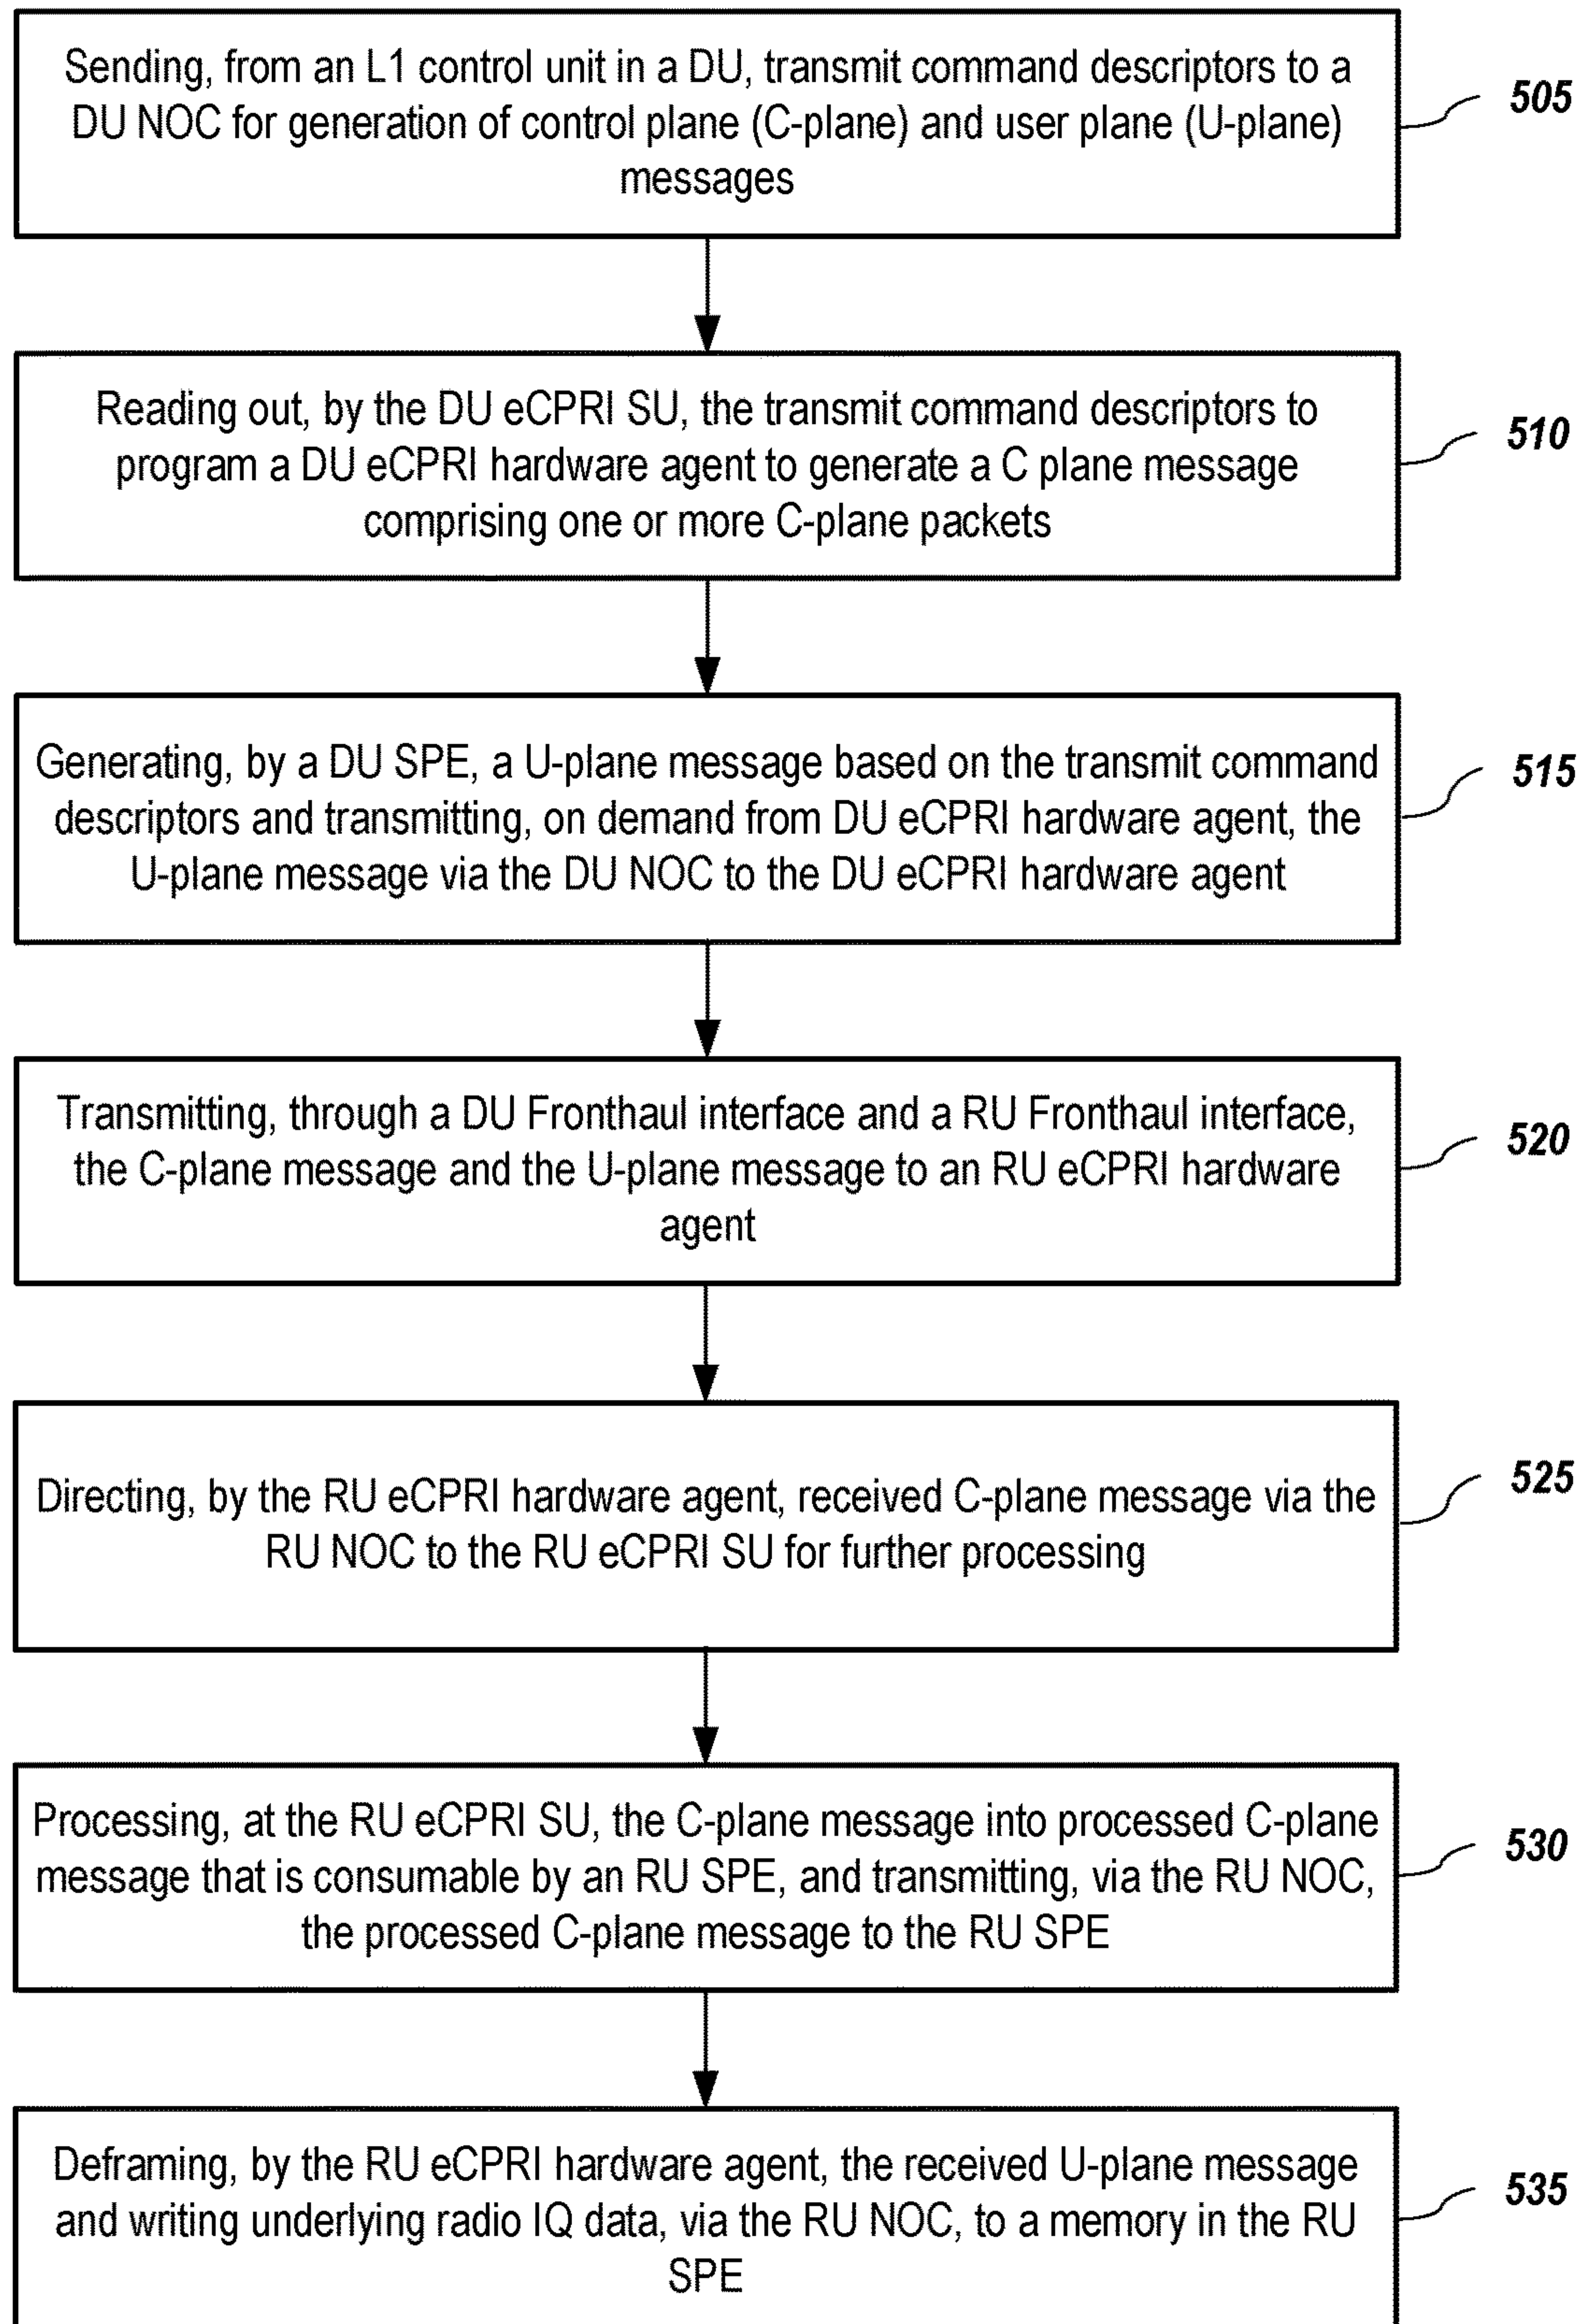 Sending, from an L1 control unit in a DU, transmit command descriptors to a
DU NOC for generation of control plane (C-plane) and user plane (U-plane)
messages
505
Reading out, by the DU eCPRI SU, the transmit command descriptors to
program a DU eCPRI hardware agent to generate a C plane message
comprising one or more C-plane packets
510
Generating, by a DU SPE, a U-plane message based on the transmit command
descriptors and transmitting, on demand from DU eCPRI hardware agent, the
U-plane message via the DU NOC to the DU eCPRI hardware agent
515
Transmitting, through a DU Fronthaul interface and a RU Fronthaul interface,
the C-plane message and the U-plane message to an RU eCPRI hardware
agent
520
Directing, by the RU eCPRI hardware agent, received C-plane message via the
RU NOC to the RU eCPRI SU for further processing
525
Processing, at the RU eCPRI SU, the C-plane message into processed C-plane
message that is consumable by an RU SPE, and transmitting, via the RU NOC,
the processed C-plane message to the RU SPE
530
Deframing, by the RU eCPRI hardware agent, the received U-plane message
and writing underlying radio IQ data, via the RU NOC, to a memory in the RU
SPE
535